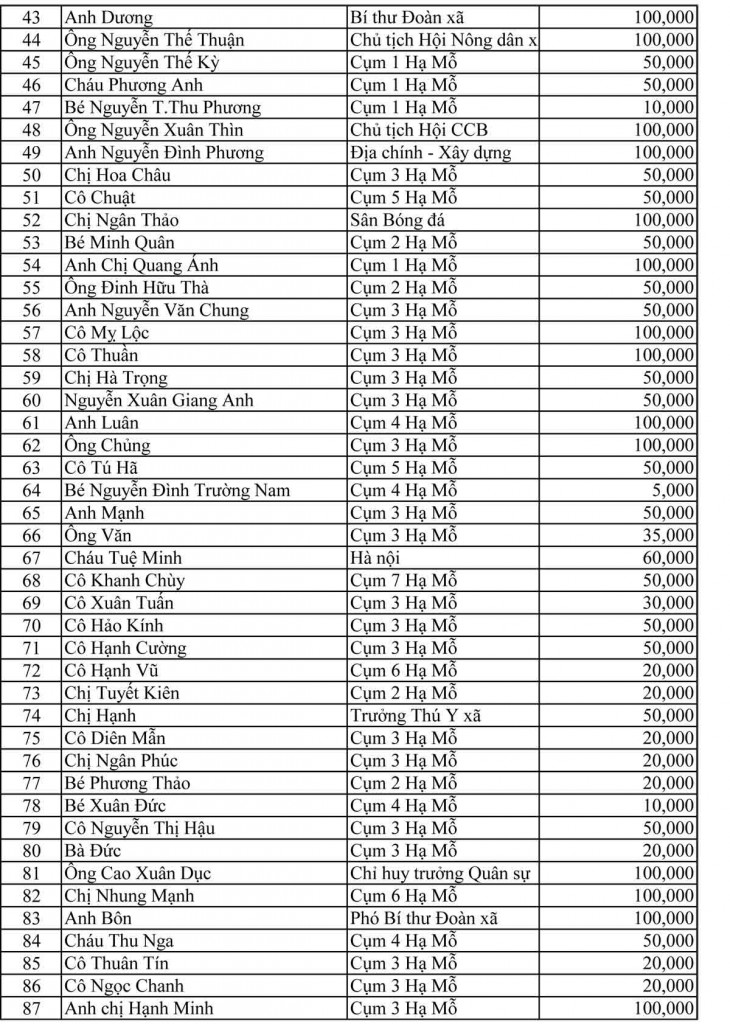 43 Anh Dương Bí thư Đoàn xã 100,000
44 Ông Nguyễn Thế Thuận Chủ tịch Hội Nông dân x 100,000
45 Ông Nguyễn Thế Kỳ Cụm 1 Hạ Mỗ 50,000
46 Cháu Phương Anh Cụm 1 Hạ Mỗ 50,000
47 Bé Nguyễn T.Thu Phương Cụm 1 Hạ Mỗ 10,000
48 Ông Nguyễn Xuân Thìn Chủ tịch Hội CCB 100,000
49 Anh Nguyễn Đình Phương Địa chính - Xây dựng 100,000
50 Chị Hoa Châu Cụm 3 Hạ Mỗ 50,000
51 Cô Chuật Cụm 5 Hạ Mỗ 50,000
52 Chị Ngân Thảo Sân Bóng đá 100,000
53 Bé Minh Quân Cụm 2 Hạ Mỗ 50,000
54 Anh Chị Quang Ánh Cụm 1 Hạ Mỗ 100,000
55 Ông Đinh Hữu Thà Cụm 2 Hạ Mỗ 50,000
56 Anh Nguyễn Văn Chung Cụm 3 Hạ Mỗ 50,000
57 Cô Mỵ Lộc Cụm 3 Hạ Mỗ 100,000
58 Cô Thuần Cụm 3 Hạ Mỗ 100,000
59 Chị Hà Trọng Cụm 3 Hạ Mỗ 50,000
60 Nguyễn Xuân Giang Anh Cụm 3 Hạ Mỗ 50,000
61 Anh Luân Cụm 4 Hạ Mỗ 100,000
62 Ông Chủng Cụm 3 Hạ Mỗ 100,000
63 Cô Tú Hã Cụm 5 Hạ Mỗ 50,000
64 Bé Nguyễn Đình Trường Nam Cụm 4 Hạ Mỗ 5,000
65 Anh Mạnh Cụm 3 Hạ Mỗ 50,000
66 Ông Văn Cụm 3 Hạ Mỗ 35,000
67 Cháu Tuệ Minh Hà nội 60,000
68 Cô Khanh Chùy Cụm 7 Hạ Mỗ 50,000
69 Cô Xuân Tuấn Cụm 3 Hạ Mỗ 30,000
70 Cô Hảo Kính Cụm 3 Hạ Mỗ 50,000
71 Cô Hạnh Cường Cụm 3 Hạ Mỗ 50,000
72 Cô Hạnh Vũ Cụm 6 Hạ Mỗ 20,000
73 Chị Tuyết Kiên Cụm 2 Hạ Mỗ 20,000
74 Chị Hạnh Trưởng Thú Y xã 50,000
75 Cô Diên Mẫn Cụm 3 Hạ Mỗ 20,000
76 Chị Ngân Phúc Cụm 3 Hạ Mỗ 20,000
77 Bé Phương Thảo Cụm 2 Hạ Mỗ 20,000
78 Bé Xuân Đức Cụm 4 Hạ Mỗ 10,000
79 Cô Nguyễn Thị Hậu Cụm 3 Hạ Mỗ 50,000
80 Bà Đức Cụm 3 Hạ Mỗ 20,000
81 Ông Cao Xuân Dục Chỉ huy trưởng Quân sự 100,000
82 Chị Nhung Mạnh Cụm 6 Hạ Mỗ 100,000
83 Anh Bôn Phó Bí thư Đoàn xã 100,000
84 Cháu Thu Nga Cụm 4 Hạ Mỗ 50,000
85 Cô Thuân Tín Cụm 3 Hạ Mỗ 20,000
86 Cô Ngọc Chanh Cụm 3 Hạ Mỗ 20,000
87 Anh chị Hạnh Minh Cụm 3 Hạ Mỗ 100,000